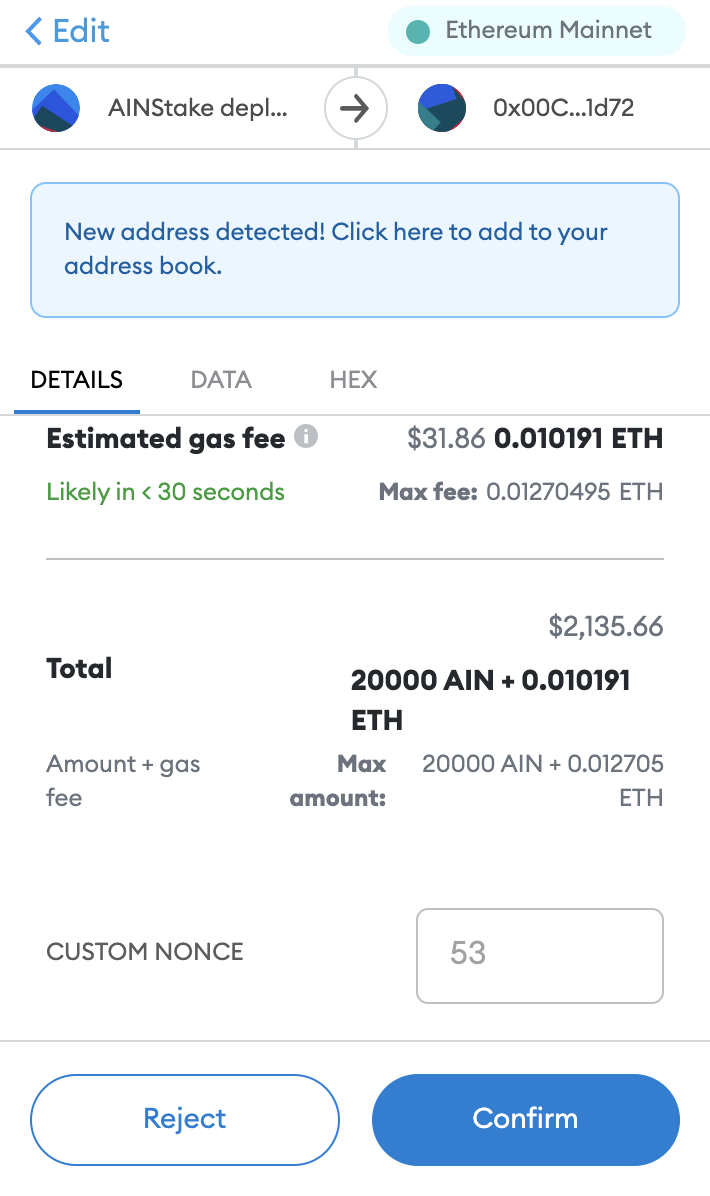 Edit
Ethereum Mainnet
AINStake depl...
0x00C...1d72
New address detected! Click here to add to your
address book.
DETAILS DATA HEX
Estimated gas fee $31.86 0.010191 ETH
Likely in < 30 seconds Max fee: 0.01270495 ETH
$2,135.66
Total
20000 AIN + 0.010191
ETH
Amount + gas
fee
Max
amount:
20000 AIN + 0.012705
ETH
CUSTOM NONCE
53
Reject
Confirm